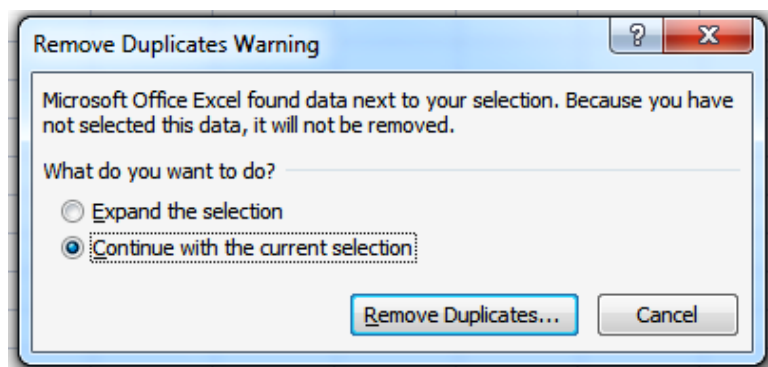 Remove Duplicates Warning
Microsoft Office Excel found data next to your selection. Because you have
not selected this data, it will not be removed.
What do you want to do?
Expand the selection
Continue with the current selection
Remove Duplicates... Cancel